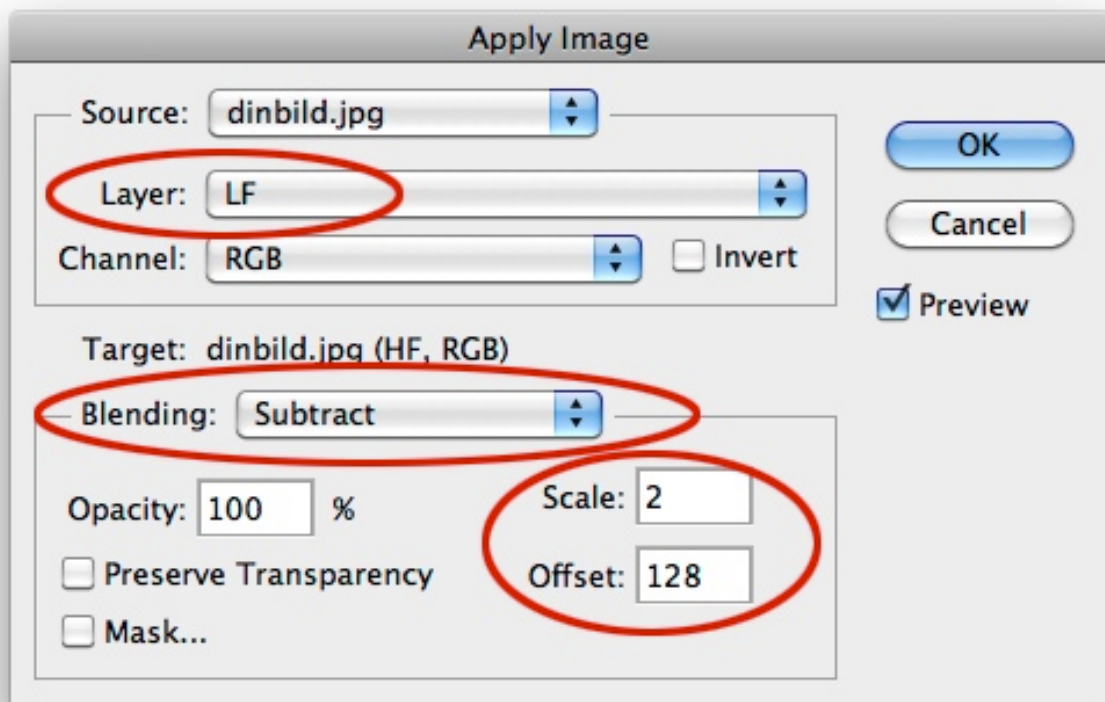 Apply Image
Source: dinbild.jpg
OK
Layer: LF
Cancel
Channel: RGB
Invert
Preview
Target: dinbild.jpg (HF, RGB)
Blending: Subtract
Opacity: 100 %
Scale: 2
Preserve Transparency
Offset: 128
Mask...